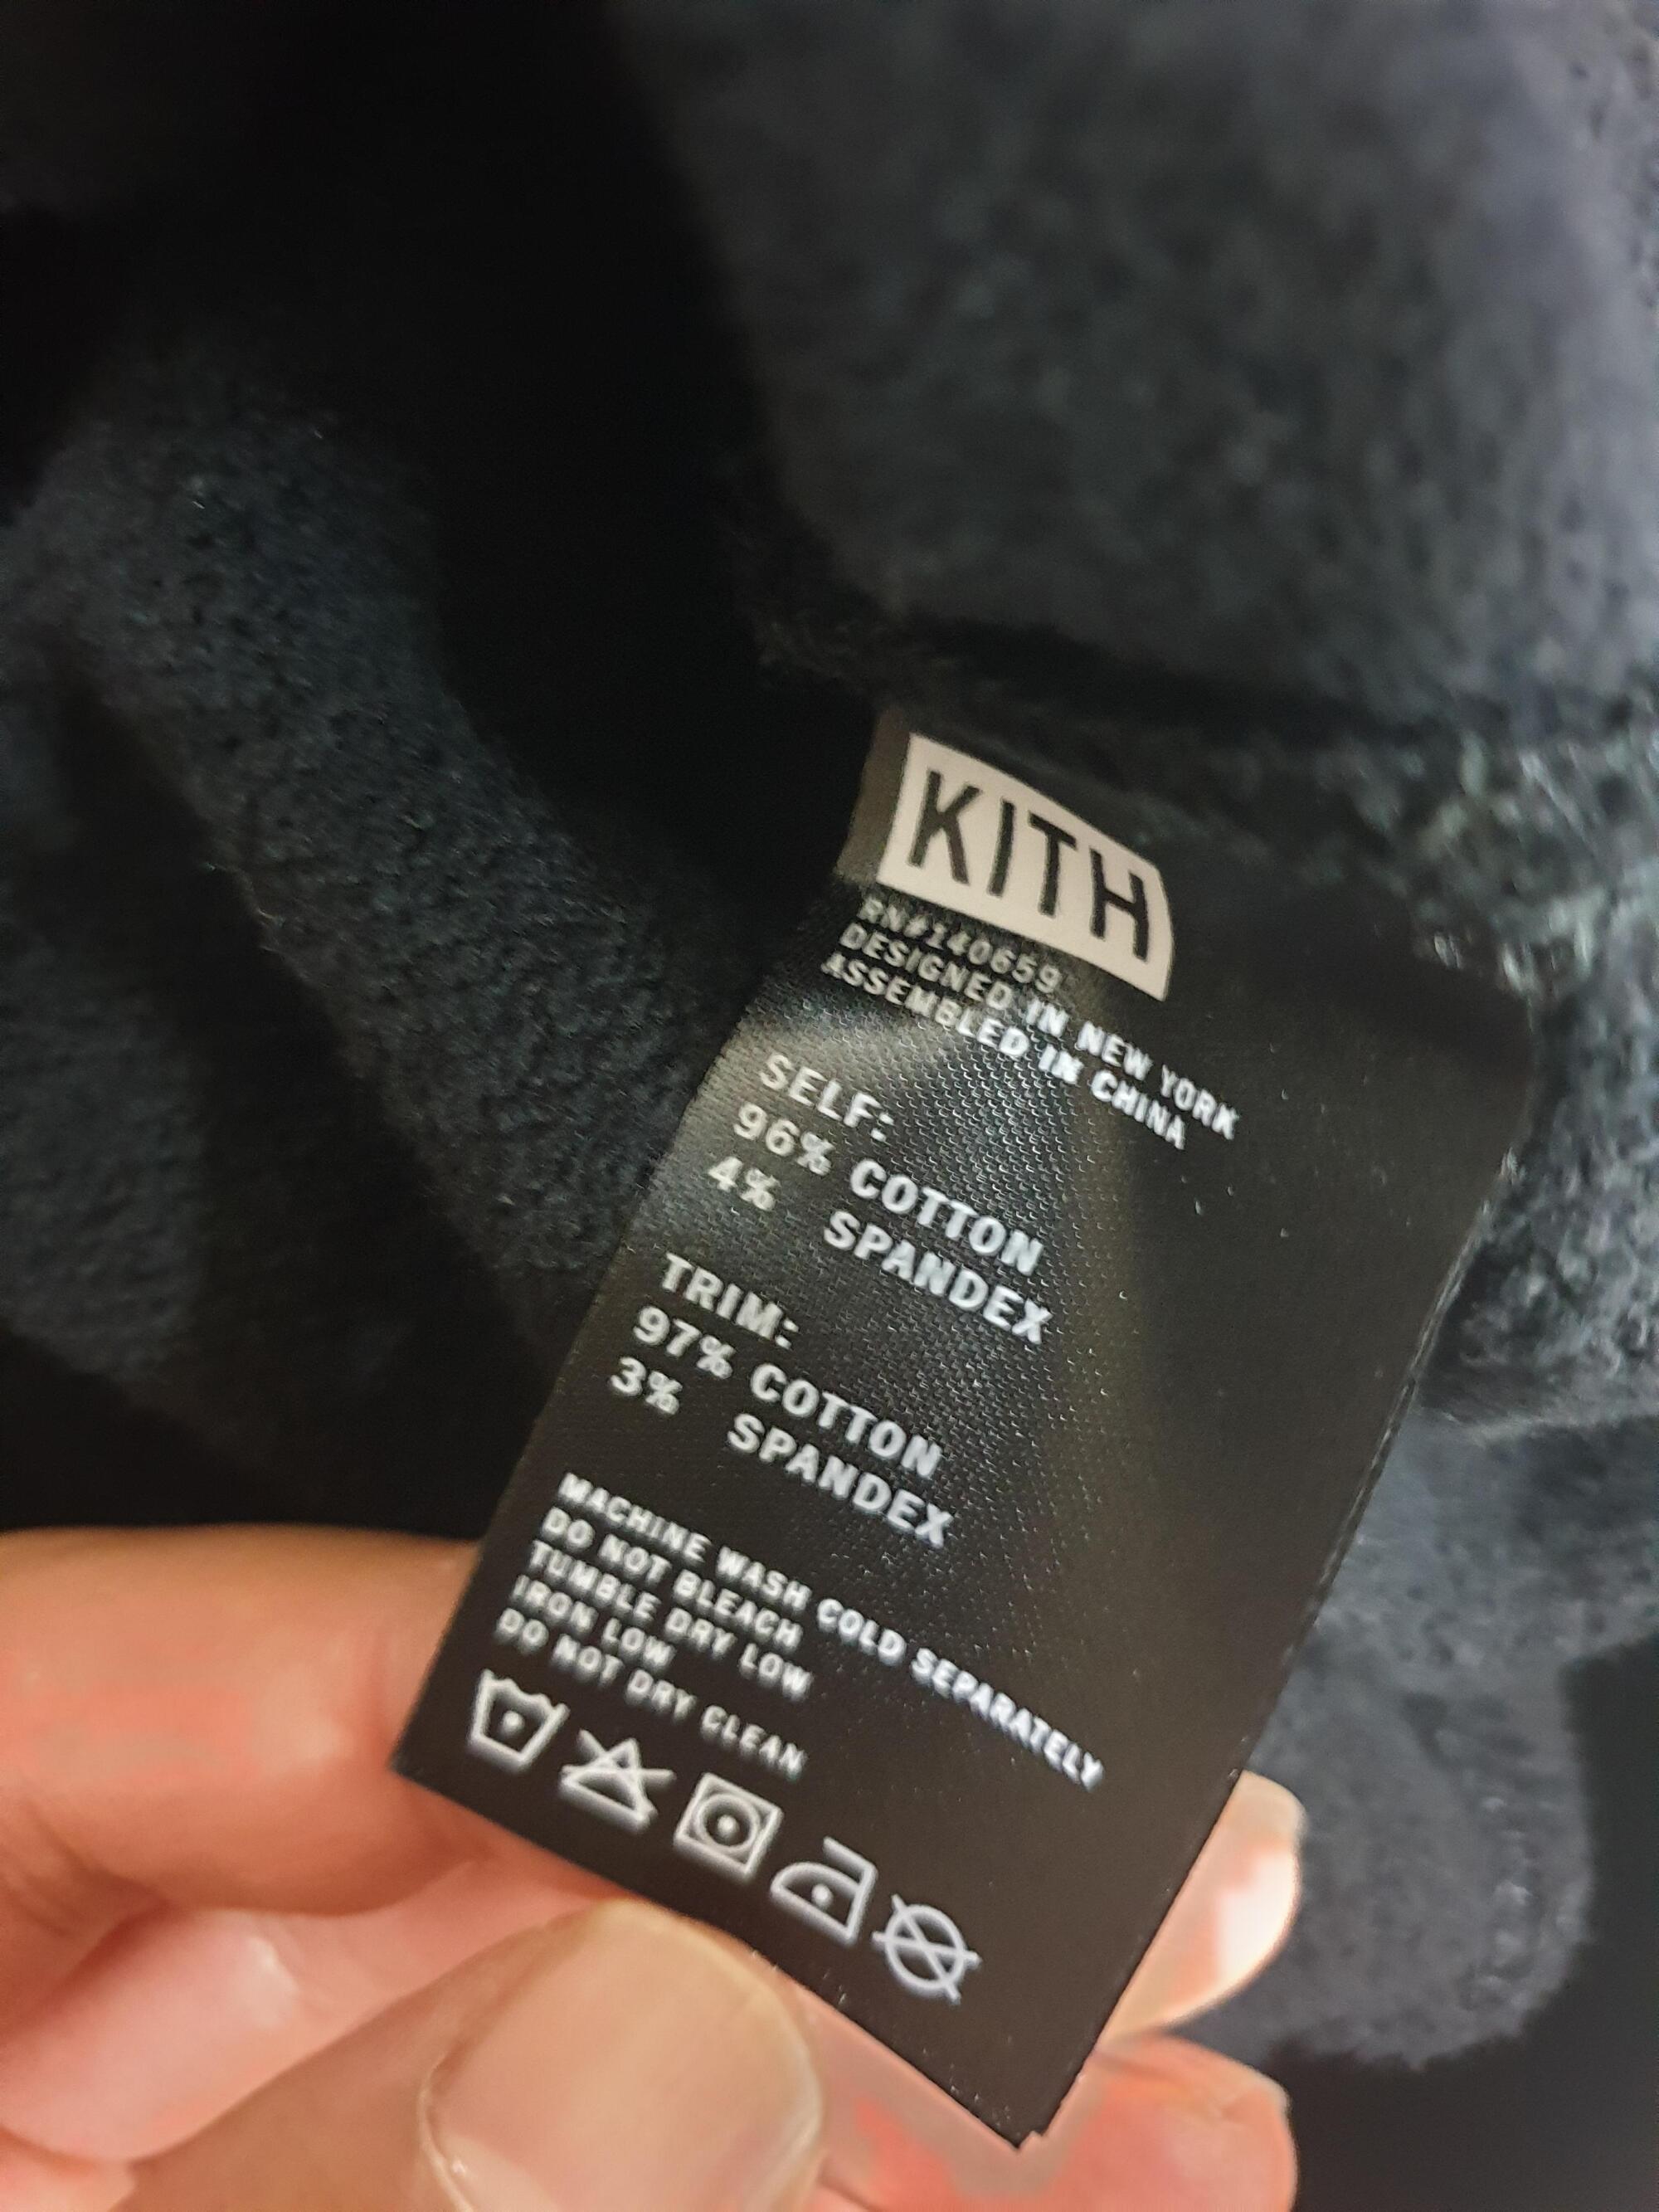 KITH
RN#140659
DESIGNED IN NEW YORK
ASSEMBLED IN CHINA
SELF:
96% COTTON
4% SPANDEX
TRIM:
97% COTTON
3% SPANDEX
MACHINE WASH COLD SEPARATELY
DO NOT BLEACH
TUMBLE DRY LOW
IRON LOW
DO NOT DRY CLEAN